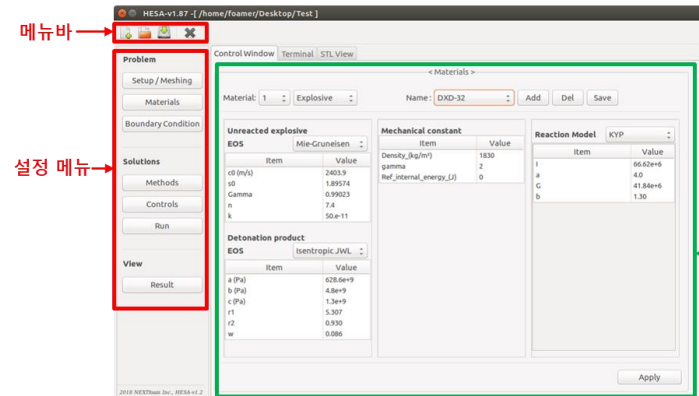 HESA-v1.87 -[ /home/foamer/Desktop/Test ]
메뉴바
Control Window Terminal STL View
Problem
< Materials >
Setup / Meshing
Material: 1 Explosive Name: DXD-32 Add Del Save
Materials
Boundary Condition
Unreacted explosive Mechanical constant Reaction Model KYP
EOS Mie-Gruneisen Item Value
Item Value
Item Value
Density_(kg/m³) 1830
gamma 2
Ref_internal_energy_(J) 0
c0 (m/s) 2403.9
s0 1.89574
Gamma 0.99023
n 7.4
k 50.e-11
I 66.62e+6
a 4.0
G 41.84e+6
b 1.30
설정 메뉴
Solutions
Methods
Controls
Run
Detonation product
EOS Isentropic JWL
Item Value
a (Pa) 628.6e+9
b (Pa) 4.8e+9
c (Pa) 1.3e+9
r1 5.307
r2 0.930
w 0.086
View
Result
Apply
2018 NEXTfoam Inc., HESA-v1.2